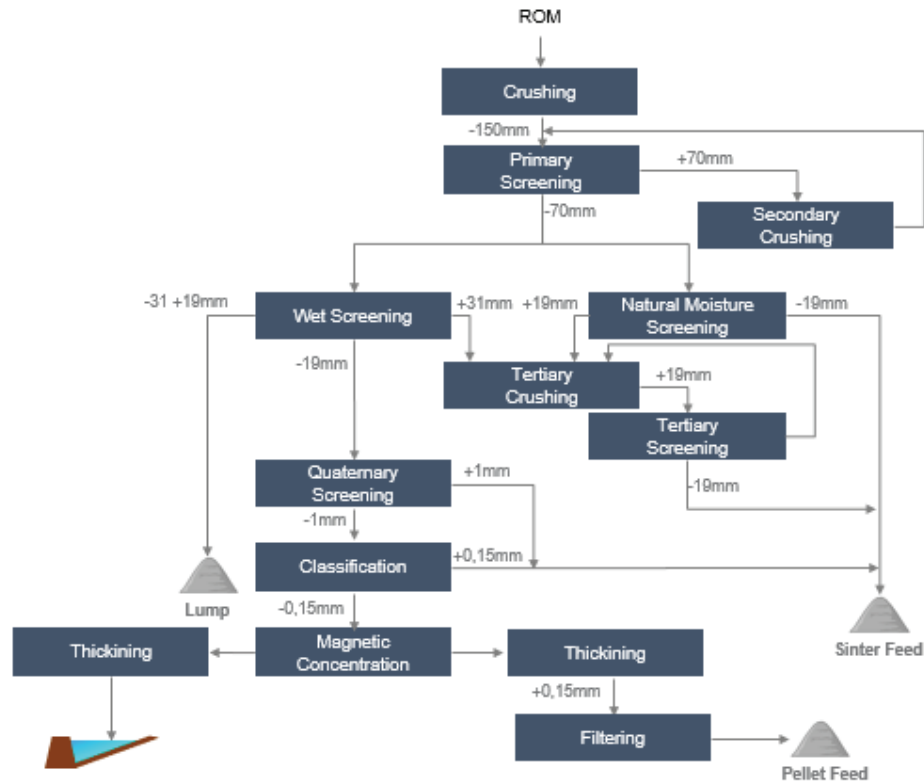 ROM
Crushing
-150mm
Primary
Screening
+70mm
-70mm
Secondary
Crushing
-31 +19mm
Wet Screening
+31mm
+19mm
Natural Moisture
Screening
-19mm
-19mm
Tertiary
Crushing
+19mm
Tertiary
Screening
-19mm
Quaternary
Screening
+1mm
-1mm
Classification
+0,15mm
Lump
-0,15mm
Sinter Feed
Thickining
Magnetic
Concentration
Thickining
+0,15mm
Filtering
Pellet Feed